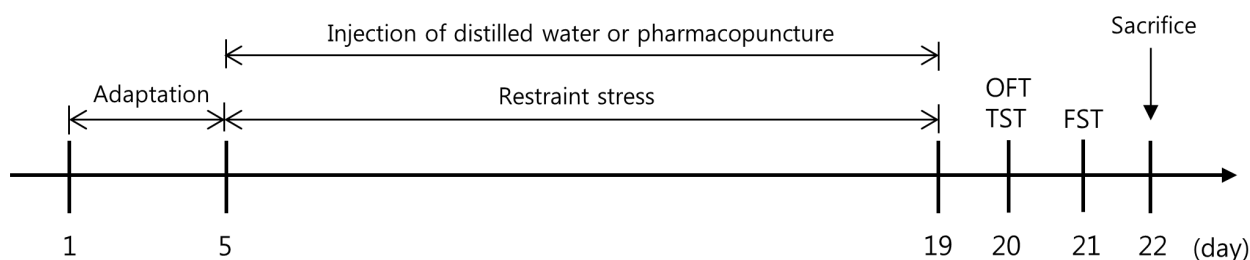 Injection of distilled water or pharmacopuncture
Sacrifice
Adaptation
Restraint stress
OFT
TST
FST
1 5 19 20 21 22 (day)